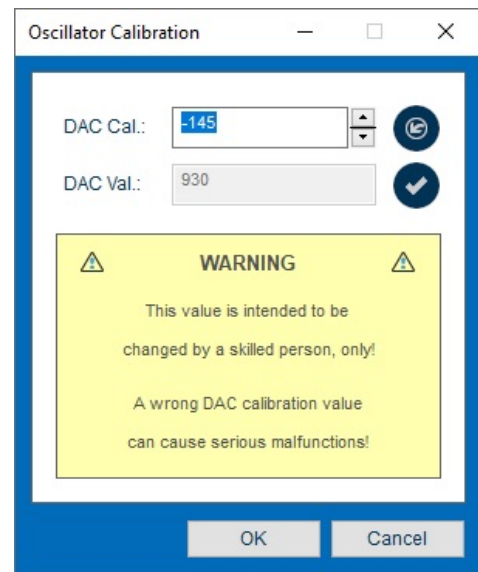 Oscillator Calibration
DAC Cal.: -145
DAC Val.: 930
WARNING
This value is intended to be
changed by a skilled person, only!
A wrong DAC calibration value
can cause serious malfunctions!
OK Cancel